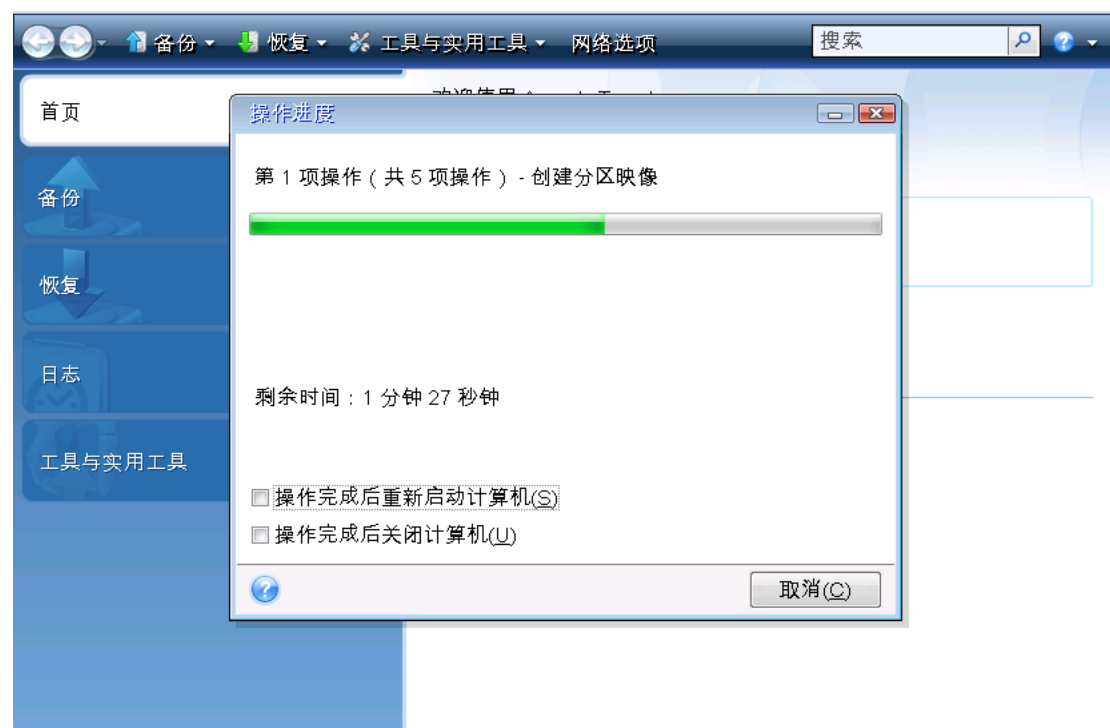 备份 恢复 工具与实用工具 网络选项 搜索
首页
操作进度
备份
第 1 项操作 ( 共 5 项操作 ) - 创建分区映像
恢复
日志
剩余时间 : 1 分钟 27 秒钟
工具与实用工具
操作完成后重新启动计算机(S)
操作完成后关闭计算机(U)
取消(C)